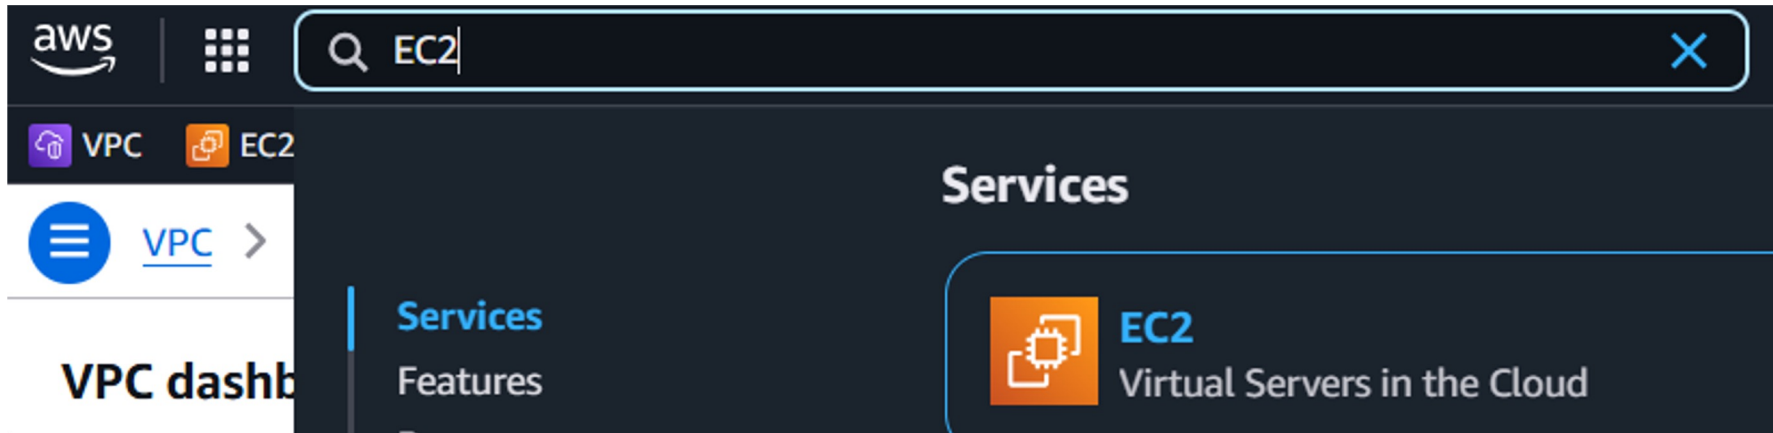 aws
EC2
VPC
EC2
VPC
VPC dashb
Services
Features
Services
EC2
Virtual Servers in the Cloud